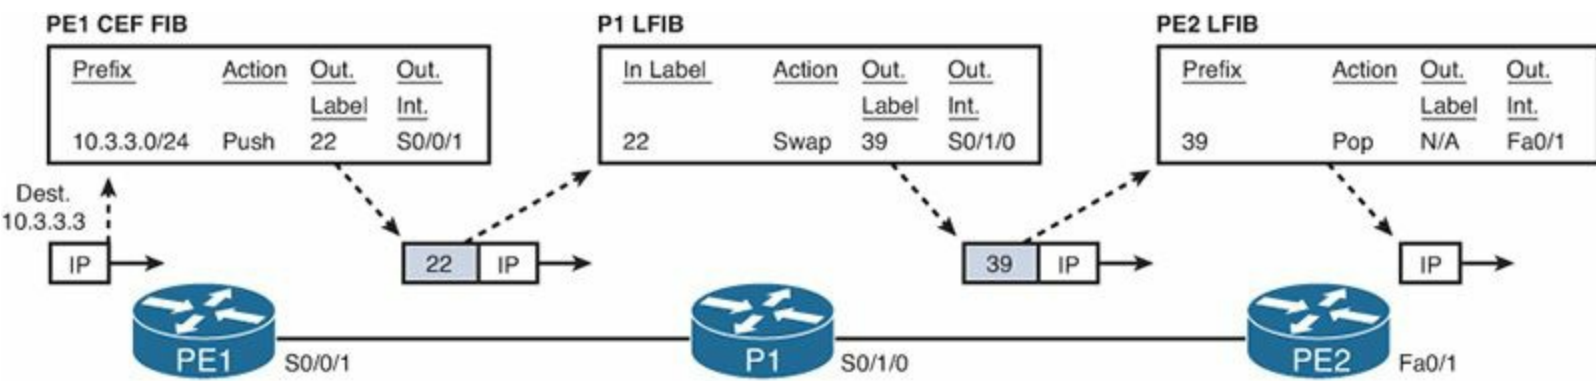 PE1 CEF FIB
Prefix Action Out. Out.
Label Int.
10.3.3.0/24 Push 22 S0/0/1
P1 LFIB
In Label Action Out. Out.
Label Int.
22 Swap 39 S0/1/0
PE2 LFIB
Prefix Action Out. Out.
Label Int.
39 Pop N/A Fa0/1
Dest.
10.3.3.3
IP
22 IP
39 IP
IP
PE1 S0/0/1
P1 S0/1/0
PE2 Fa0/1